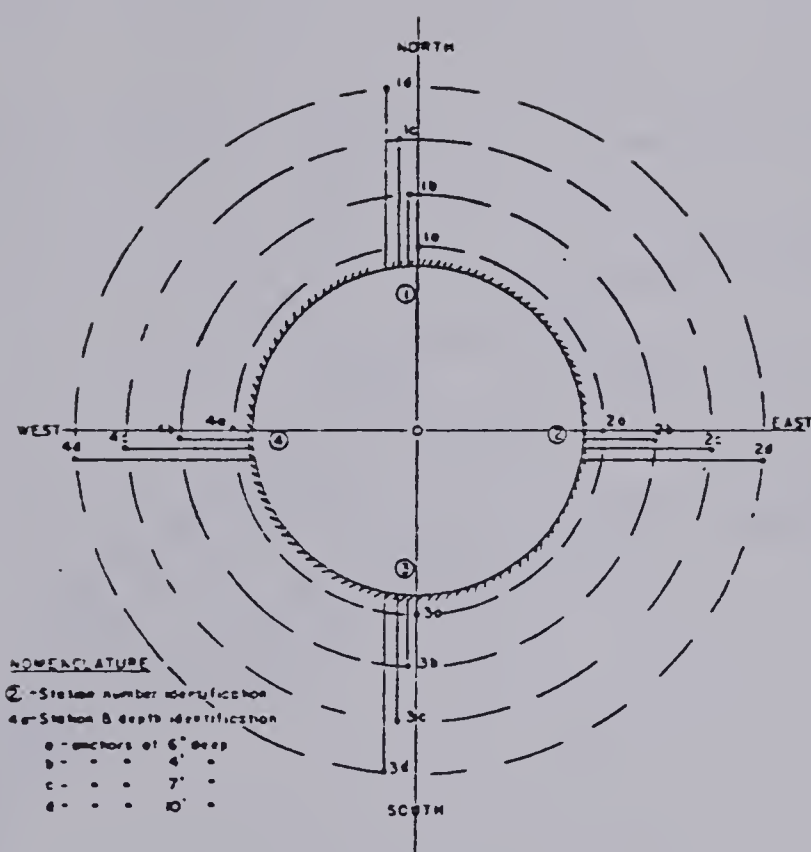 NORTH
1d
1c
1b
1a
①
WEST
4d
4c
4b
4a
④
②
2a
2b
2c
2d
EAST
③
3a
3b
3c
3d
SOUTH
NOMENCLATURE
② - Station number identification
4a - Station & depth identification
a - anchors at 6" deep
b - " " 4' "
c - " " 7' "
d - " " 10' "